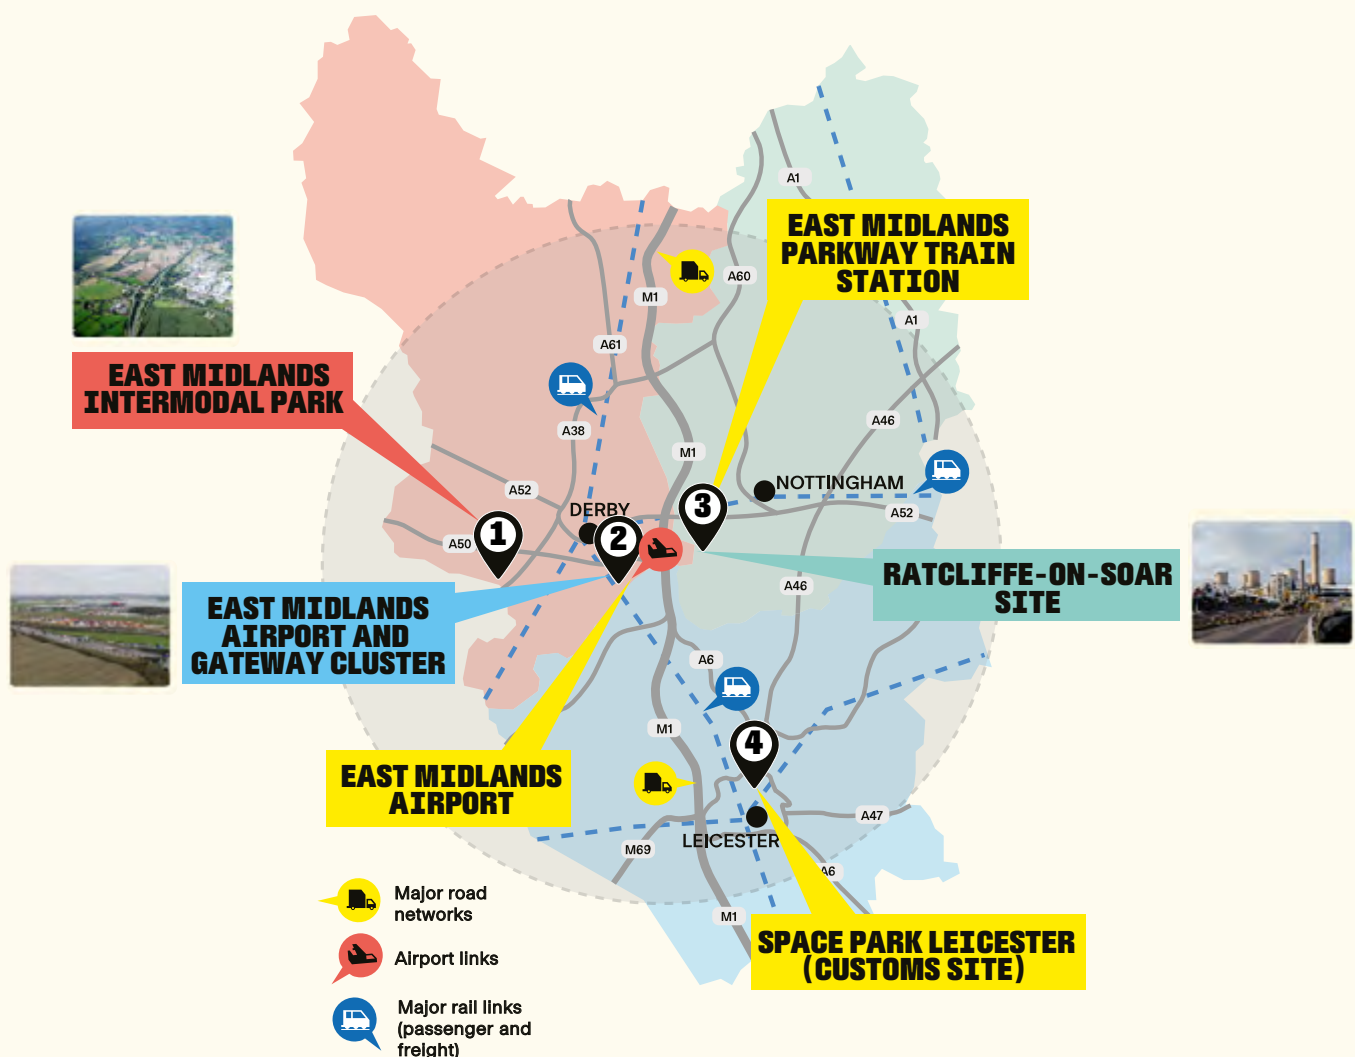 A1
EAST MIDLANDS
PARKWAY TRAIN
STATION
A60
M1
A1
A61
EAST MIDLANDS
INTERMODAL PARK
A46
A38
M1
A52
NOTTINGHAM
DERBY
A52
1
2
3
A50
RATCLIFFE-ON-SOAR
SITE
A46
EAST MIDLANDS
AIRPORT AND
GATEWAY CLUSTER
A6
M1
4
EAST MIDLANDS
AIRPORT
A47
LEICESTER
M69
A6
Major road
networks
M1
SPACE PARK LEICESTER
(CUSTOMS SITE)
Airport links
Major rail links
(passenger and
freight)